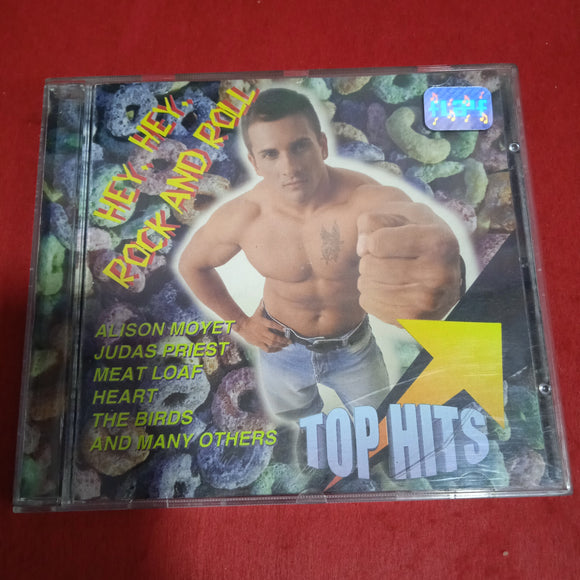 HEY, HEY,
ROCK AND ROLL
ALISON MOYET
JUDAS PRIEST
MEAT LOAF
HEART
THE BIRDS
AND MANY OTHERS
TOP HITS